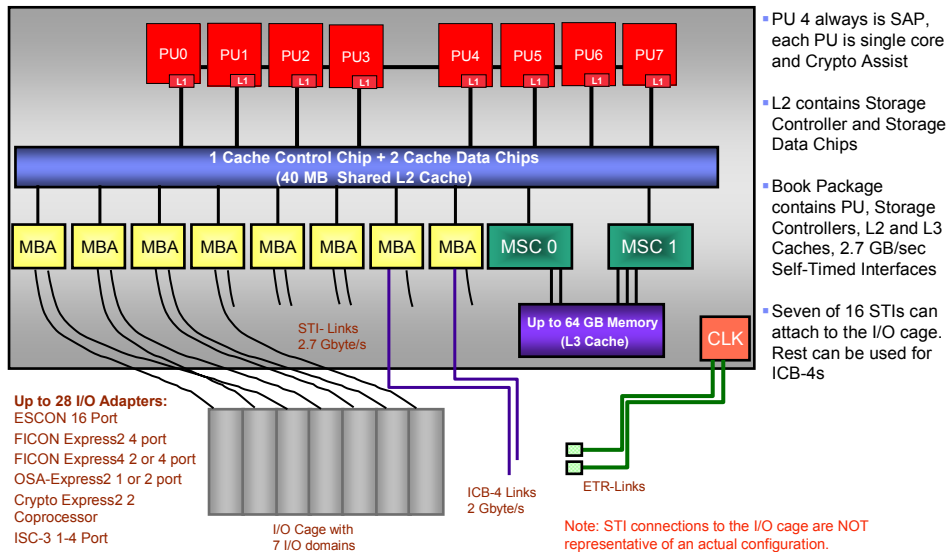 PU0
PU1
PU2
PU3
PU4
PU5
PU6
PU7
L1
L1
L1
L1
L1
L1
L1
L1
1 Cache Control Chip + 2 Cache Data Chips
(40 MB Shared L2 Cache)
MBA
MBA
MBA
MBA
MBA
MBA
MBA
MBA
MSC 0
MSC 1
STI- Links
2.7 Gbyte/s
Up to 64 GB Memory
(L3 Cache)
CLK
Up to 28 I/O Adapters:
ESCON 16 Port
FICON Express2 4 port
FICON Express4 2 or 4 port
OSA-Express2 1 or 2 port
Crypto Express2 2
Coprocessor
ISC-3 1-4 Port
I/O Cage with
7 I/O domains
ICB-4 Links
2 Gbyte/s
ETR-Links
Note: STI connections to the I/O cage are NOT
representative of an actual configuration.
▪PU 4 always is SAP,
each PU is single core
and Crypto Assist
▪L2 contains Storage
Controller and Storage
Data Chips
▪Book Package
contains PU, Storage
Controllers, L2 and L3
Caches, 2.7 GB/sec
Self-Timed Interfaces
▪Seven of 16 STIs can
attach to the I/O cage.
Rest can be used for
ICB-4s